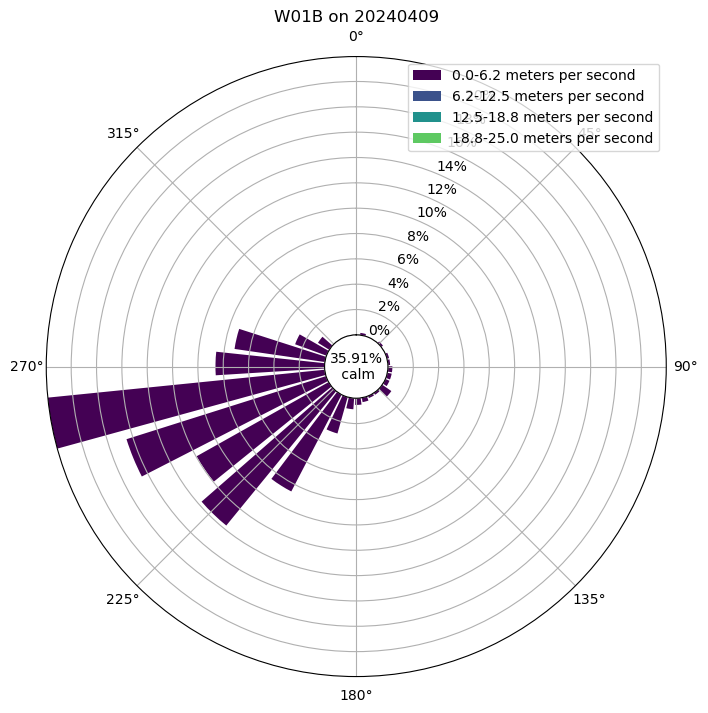 W01B on 20240409
0°
0.0-6.2 meters per second
6.2-12.5 meters per second
12.5-18.8 meters per second
18.8-25.0 meters per second
315°
45°
14%
12%
10%
8%
6%
4%
2%
0%
35.91%
calm
270°
90°
225°
135°
180°